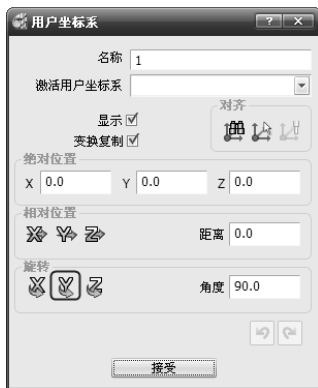 用户坐标系
名称 1
激活用户坐标系
显示
对齐
变换复制
绝对位置
X 0.0 Y 0.0 Z 0.0
相对位置
X Y Z 距离 0.0
旋转
X Y Z 角度 90.0
接受